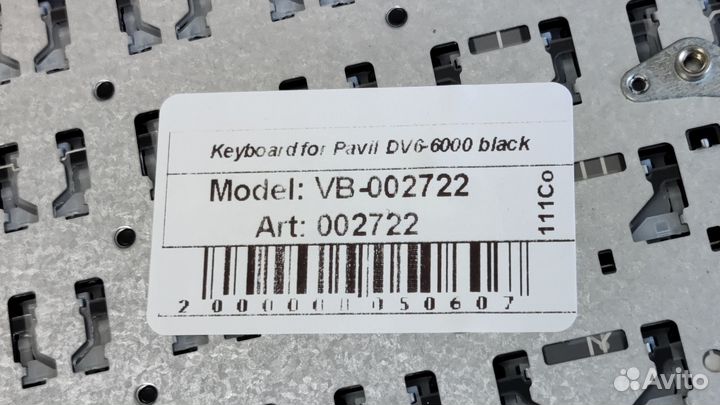 Keyboard for Pavil DV6-6000 black
Model: VB-002722
Art: 002722
111Co
2000000050607
Avito